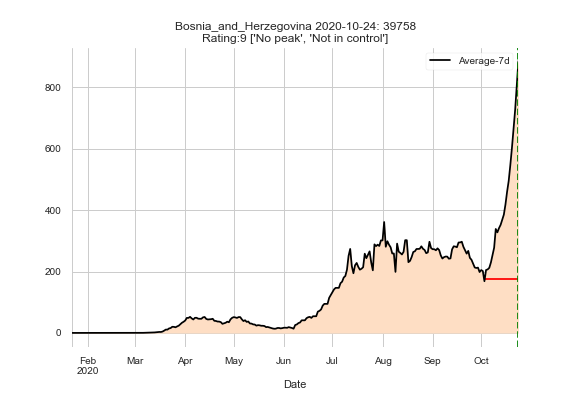 Bosnia_and_Herzegovina 2020-10-24: 39758
Rating:9 ['No peak', 'Not in control']
Average-7d
800
600
400
200
0
Feb Mar Apr May Jun Jul Aug Sep Oct
2020
Date